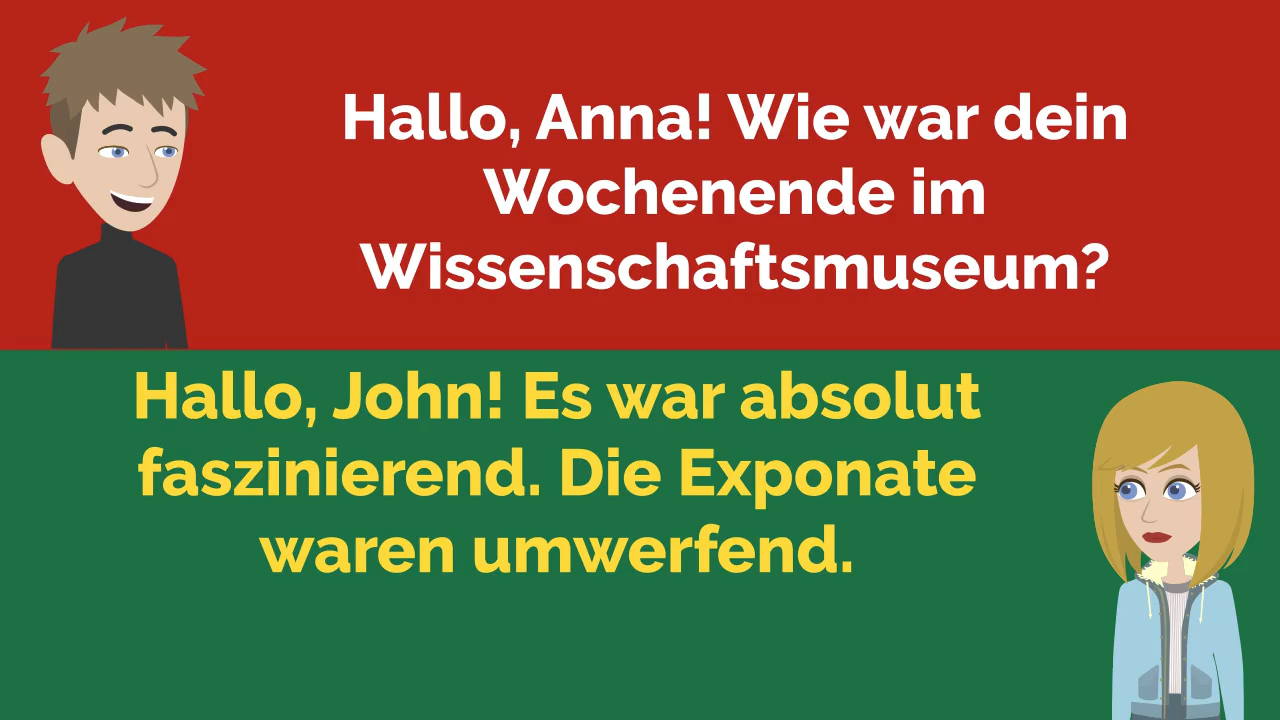 Hallo, Anna! Wie war dein
Wochenende im
Wissenschaftsmuseum?
Hallo, John! Es war absolut
faszinierend. Die Exponate
waren umwerfend.